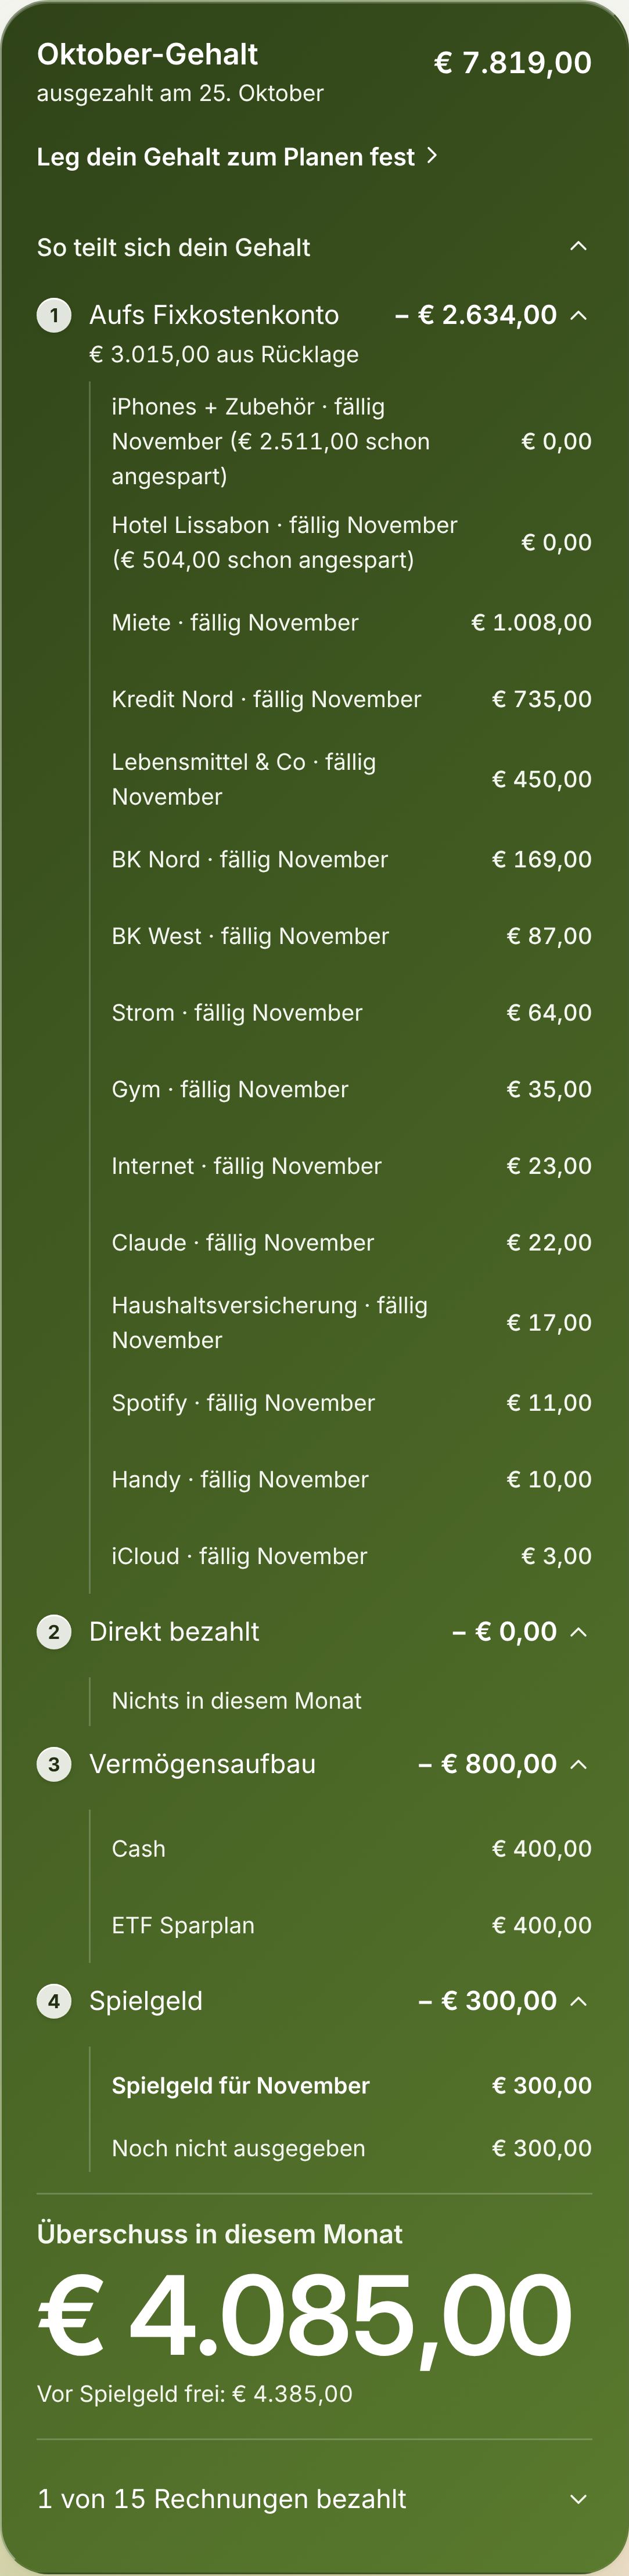 Oktober-Gehalt
€ 7.819,00
ausgezahlt am 25. Oktober
Leg dein Gehalt zum Planen fest
So teilt sich dein Gehalt
1 Aufs Fixkostenkonto – € 2.634,00
€ 3.015,00 aus Rücklage
iPhones + Zubehör · fällig
November (€ 2.511,00 schon € 0,00
angespart)
Hotel Lissabon · fällig November
€ 0,00
(€ 504,00 schon angespart)
Miete · fällig November € 1.008,00
Kredit Nord · fällig November € 735,00
Lebensmittel & Co · fällig
€ 450,00
November
BK Nord · fällig November € 169,00
BK West · fällig November € 87,00
Strom · fällig November € 64,00
Gym · fällig November € 35,00
Internet · fällig November € 23,00
Claude · fällig November € 22,00
Haushaltsversicherung · fällig
€ 17,00
November
Spotify · fällig November € 11,00
Handy · fällig November € 10,00
iCloud · fällig November € 3,00
2 Direkt bezahlt – € 0,00
Nichts in diesem Monat
3 Vermögensaufbau – € 800,00
Cash € 400,00
ETF Sparplan € 400,00
4 Spielgeld – € 300,00
Spielgeld für November € 300,00
Noch nicht ausgegeben € 300,00
Überschuss in diesem Monat
€ 4.085,00
Vor Spielgeld frei: € 4.385,00
1 von 15 Rechnungen bezahlt